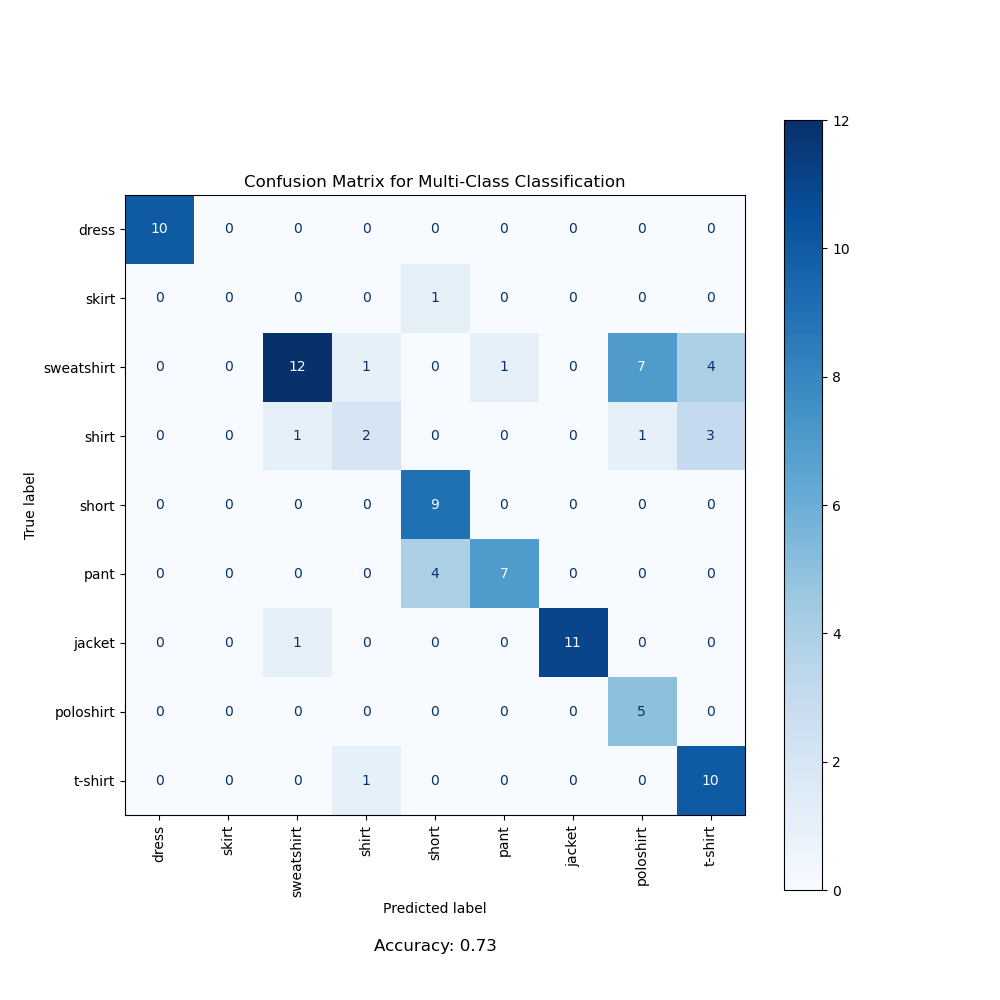 Confusion Matrix for Multi-Class Classification
True label
dress 10 0 0 0 0 0 0 0 0
skirt 0 0 0 0 1 0 0 0 0
sweatshirt 0 0 12 1 0 1 0 7 4
shirt 0 0 1 2 0 0 0 1 3
short 0 0 0 0 9 0 0 0 0
pant 0 0 0 0 4 7 0 0 0
jacket 0 0 1 0 0 0 11 0 0
poloshirt 0 0 0 0 0 0 0 5 0
t-shirt 0 0 0 1 0 0 0 0 10
dress skirt sweatshirt shirt short pant jacket poloshirt t-shirt
Predicted label
Accuracy: 0.73
12
10
8
6
4
2
0